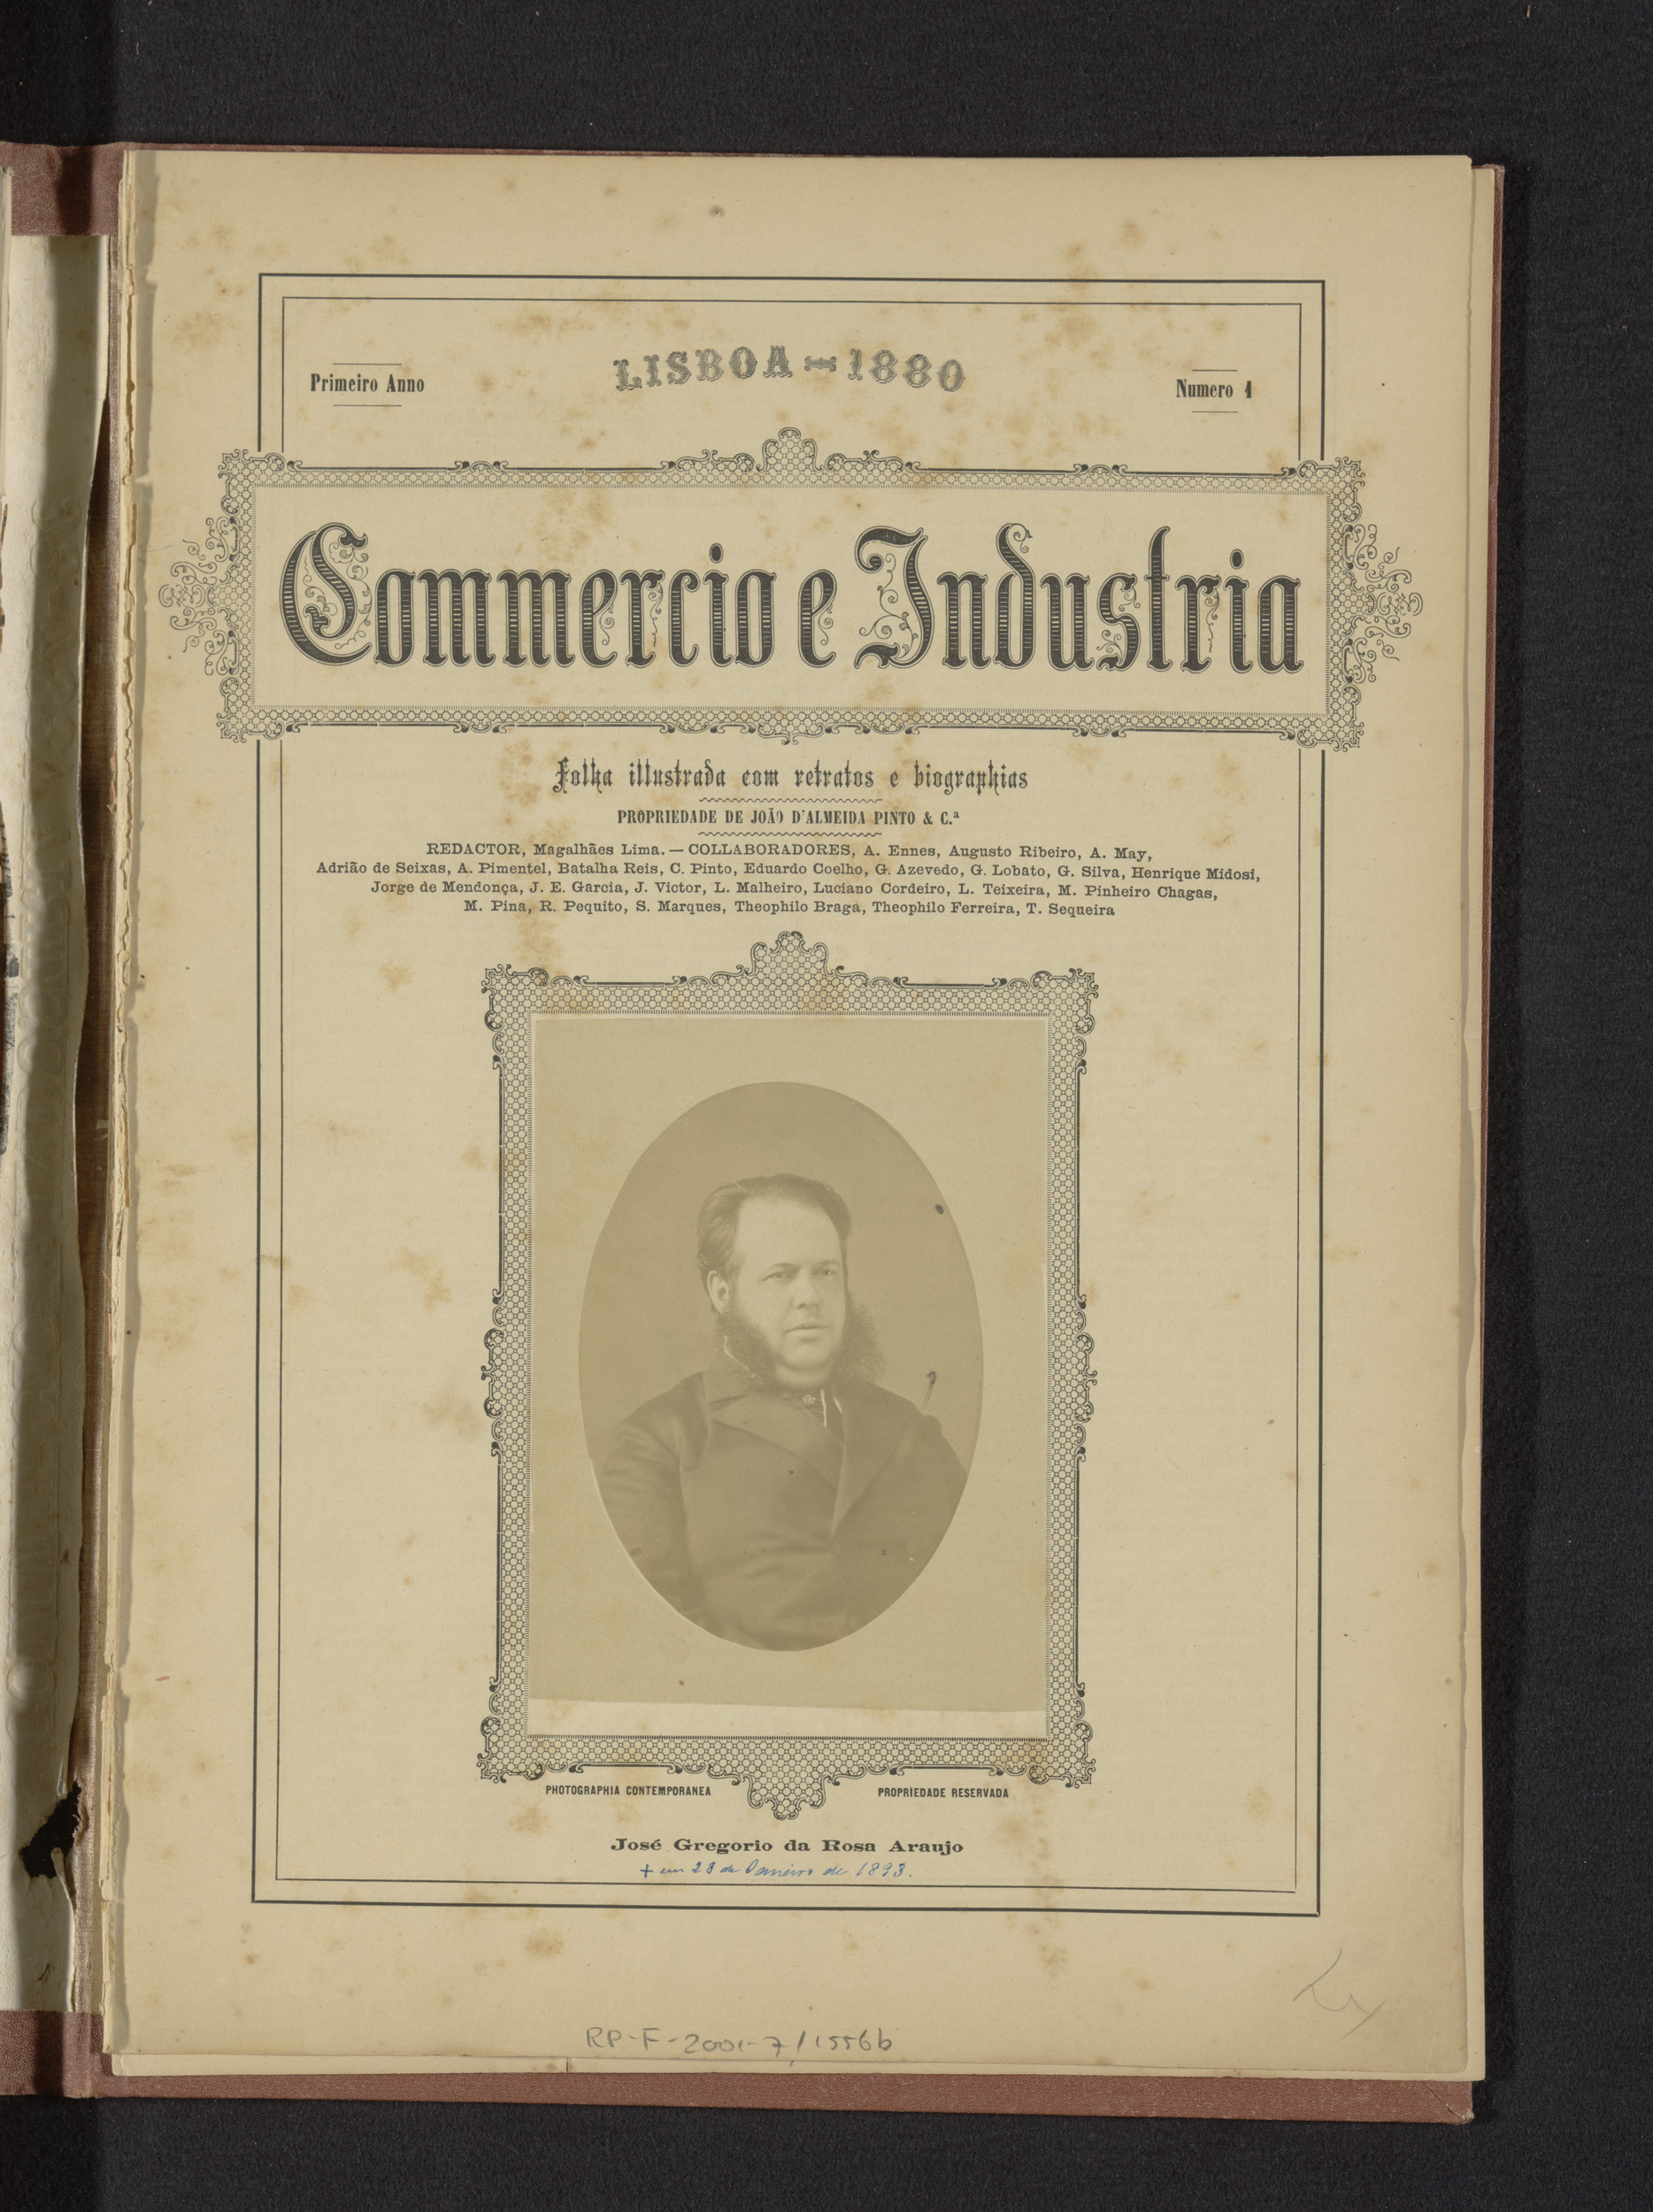 Primeiro Anno
LISBOA - 1880
Numero 1
Commercio e Industria
Folha illustrada com retratos e biographias
PROPRIEDADE DE JOÃO D'ALMEIDA PINTO & C.ª
REDACTOR, Magalhães Lima. — COLLABORADORES, A. Ennes, Augusto Ribeiro, A. May,
Adrião de Seixas, A. Pimentel, Batalha Reis, C. Pinto, Eduardo Coelho, G. Azevedo, G. Lobato, G. Silva, Henrique Midosi,
Jorge de Mendonça, J. E. Garcia, J. Victor, L. Malheiro, Luciano Cordeiro, L. Teixeira, M. Pinheiro Chagas,
M. Pina, R. Pequito, S. Marques, Theophilo Braga, Theophilo Ferreira, T. Sequeira
PHOTOGRAPHIA CONTEMPORANEA
PROPRIEDADE RESERVADA
José Gregorio da Rosa Araujo
+ em 23 de Janeiro de 1893.
RP-F-2001-7/1556b